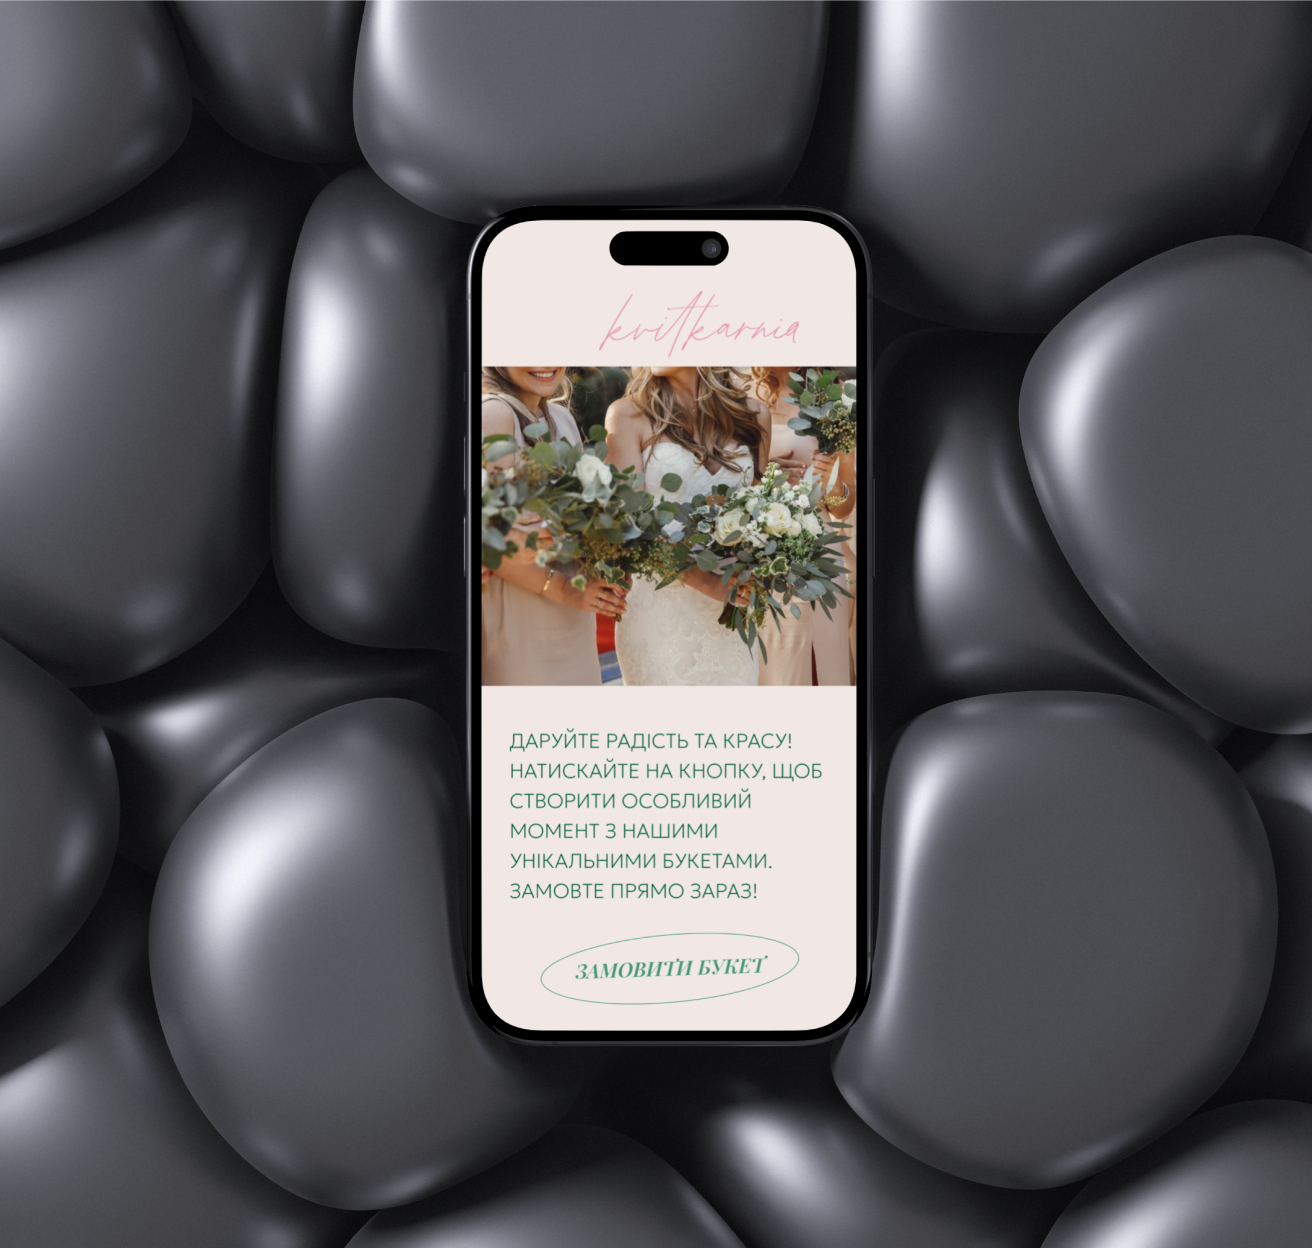 kvitkarnia
ДАРУЙТЕ РАДІСТЬ ТА КРАСУ!
НАТИСКАЙТЕ НА КНОПКУ, ЩОБ
СТВОРИТИ ОСОБЛИВИЙ
МОМЕНТ З НАШИМИ
УНІКАЛЬНИМИ БУКЕТАМИ.
ЗАМОВТЕ ПРЯМО ЗАРАЗ!
ЗАМОВИТИ БУКЕТ